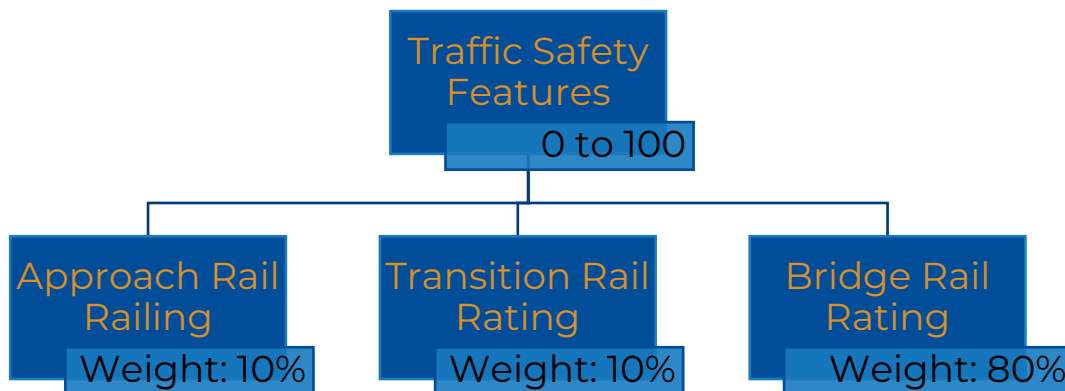 Traffic Safety
Features
0 to 100
Approach Rail
Railing
Weight: 10%
Transition Rail
Rating
Weight: 10%
Bridge Rail
Rating
Weight: 80%